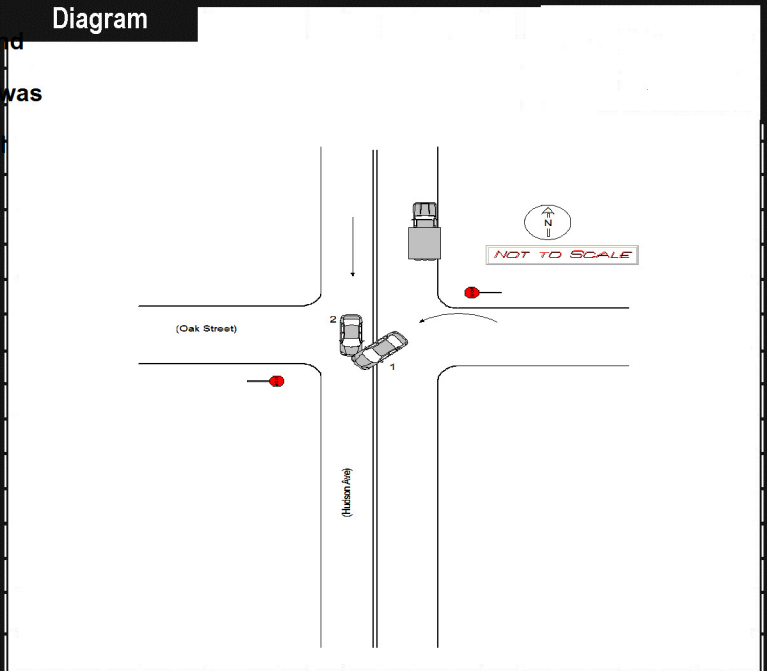 Diagram
nd
was
N
NOT TO SCALE
2
(Oak Street)
1
(Hudson Ave)